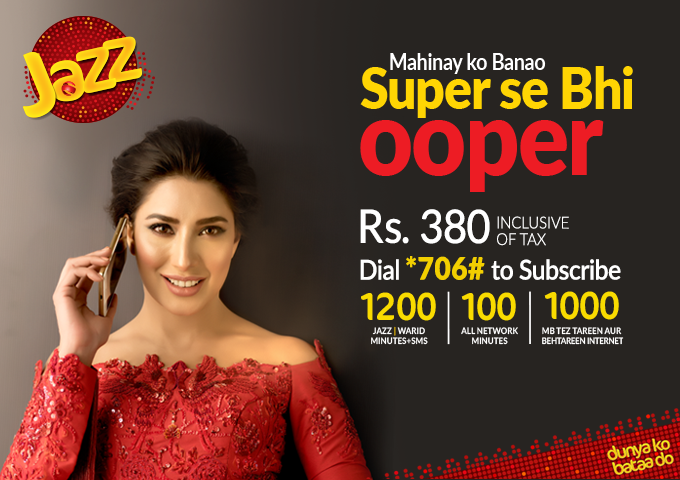 Jazz
Mahinay ko Banao
Super se Bhi
ooper
Rs. 380 INCLUSIVE
OF TAX
Dial *706# to Subscribe
1200
JAZZ | WARID
MINUTES+SMS
100
ALL NETWORK
MINUTES
1000
MB TEZ TAREEN AUR
BEHTAREEN INTERNET
dunya ko
bataa do